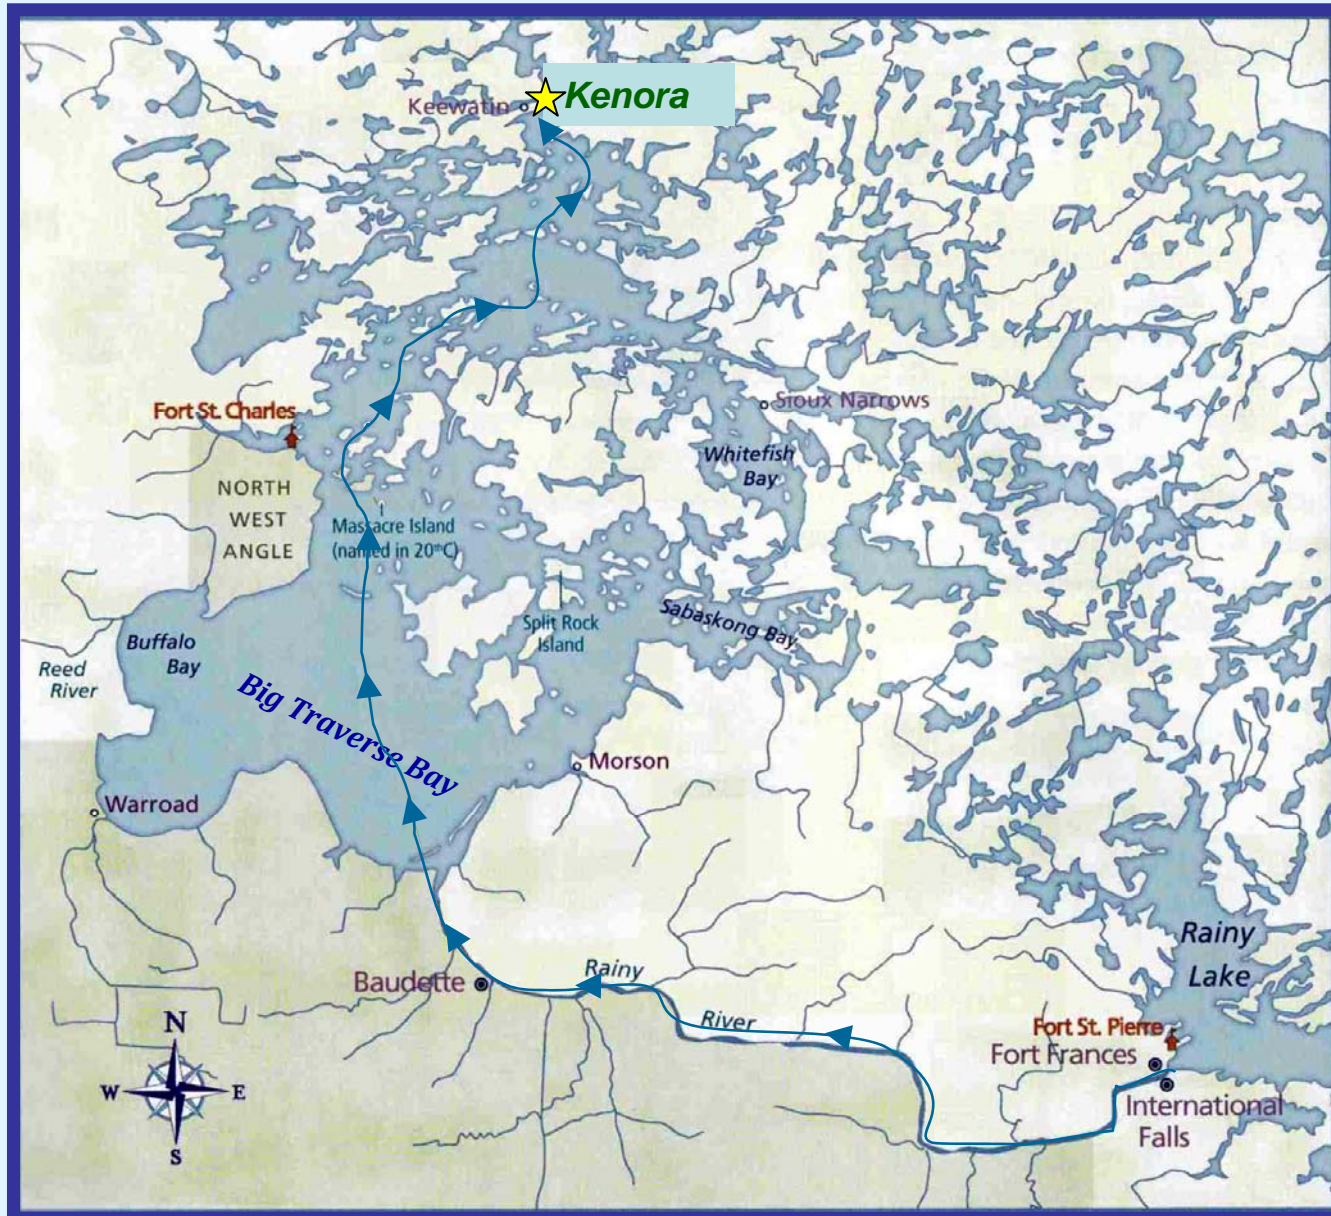 Kenora
Keewatin
Fort St. Charles
Sioux Narrows
Whitefish
Bay
NORTH
WEST
ANGLE
Massacre Island
(named in 20thC)
Split Rock
Island
Sabaskong Bay
Buffalo
Bay
Reed
River
Big Traverse Bay
Morson
Warroad
Rainy
Lake
Baudette
Rainy
River
Fort St. Pierre
Fort Frances
International
Falls
N
W
E
S